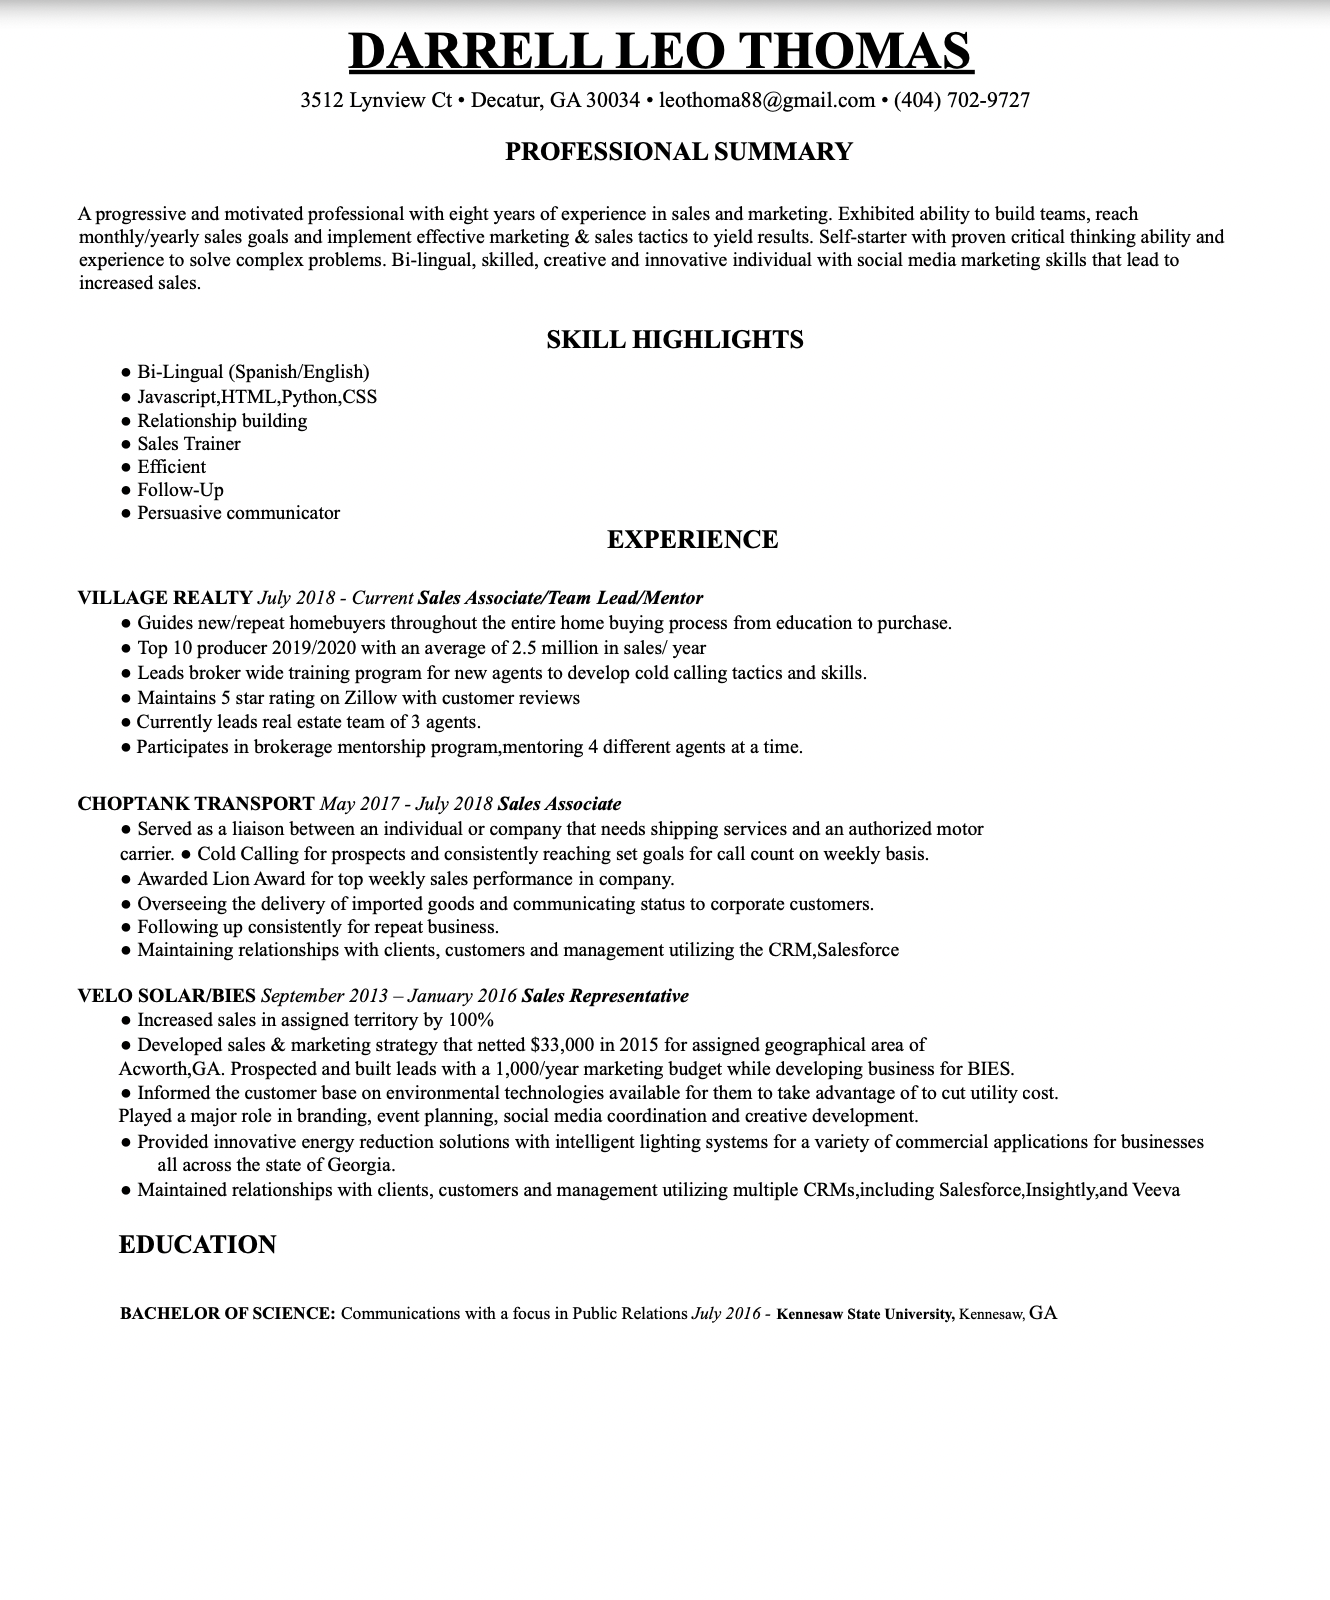 DARRELL LEO THOMAS
3512 Lynview Ct • Decatur, GA 30034 • leothoma88@gmail.com • (404) 702-9727
PROFESSIONAL SUMMARY
A progressive and motivated professional with eight years of experience in sales and marketing. Exhibited ability to build teams, reach
monthly/yearly sales goals and implement effective marketing & sales tactics to yield results. Self-starter with proven critical thinking ability and
experience to solve complex problems. Bi-lingual, skilled, creative and innovative individual with social media marketing skills that lead to
increased sales.
SKILL HIGHLIGHTS
● Bi-Lingual (Spanish/English)
● Javascript,HTML,Python,CSS
● Relationship building
● Sales Trainer
● Efficient
● Follow-Up
● Persuasive communicator
EXPERIENCE
VILLAGE REALTY July 2018 - Current Sales Associate/Team Lead/Mentor
● Guides new/repeat homebuyers throughout the entire home buying process from education to purchase.
● Top 10 producer 2019/2020 with an average of 2.5 million in sales/ year
● Leads broker wide training program for new agents to develop cold calling tactics and skills.
● Maintains 5 star rating on Zillow with customer reviews
● Currently leads real estate team of 3 agents.
● Participates in brokerage mentorship program,mentoring 4 different agents at a time.
CHOPTANK TRANSPORT May 2017 - July 2018 Sales Associate
● Served as a liaison between an individual or company that needs shipping services and an authorized motor
carrier. ● Cold Calling for prospects and consistently reaching set goals for call count on weekly basis.
● Awarded Lion Award for top weekly sales performance in company.
● Overseeing the delivery of imported goods and communicating status to corporate customers.
● Following up consistently for repeat business.
● Maintaining relationships with clients, customers and management utilizing the CRM,Salesforce
VELO SOLAR/BIES September 2013 – January 2016 Sales Representative
● Increased sales in assigned territory by 100%
● Developed sales & marketing strategy that netted $33,000 in 2015 for assigned geographical area of
Acworth,GA. Prospected and built leads with a 1,000/year marketing budget while developing business for BIES.
● Informed the customer base on environmental technologies available for them to take advantage of to cut utility cost.
Played a major role in branding, event planning, social media coordination and creative development.
● Provided innovative energy reduction solutions with intelligent lighting systems for a variety of commercial applications for businesses
all across the state of Georgia.
● Maintained relationships with clients, customers and management utilizing multiple CRMs,including Salesforce,Insightly,and Veeva
EDUCATION
BACHELOR OF SCIENCE: Communications with a focus in Public Relations July 2016 - Kennesaw State University, Kennesaw, GA